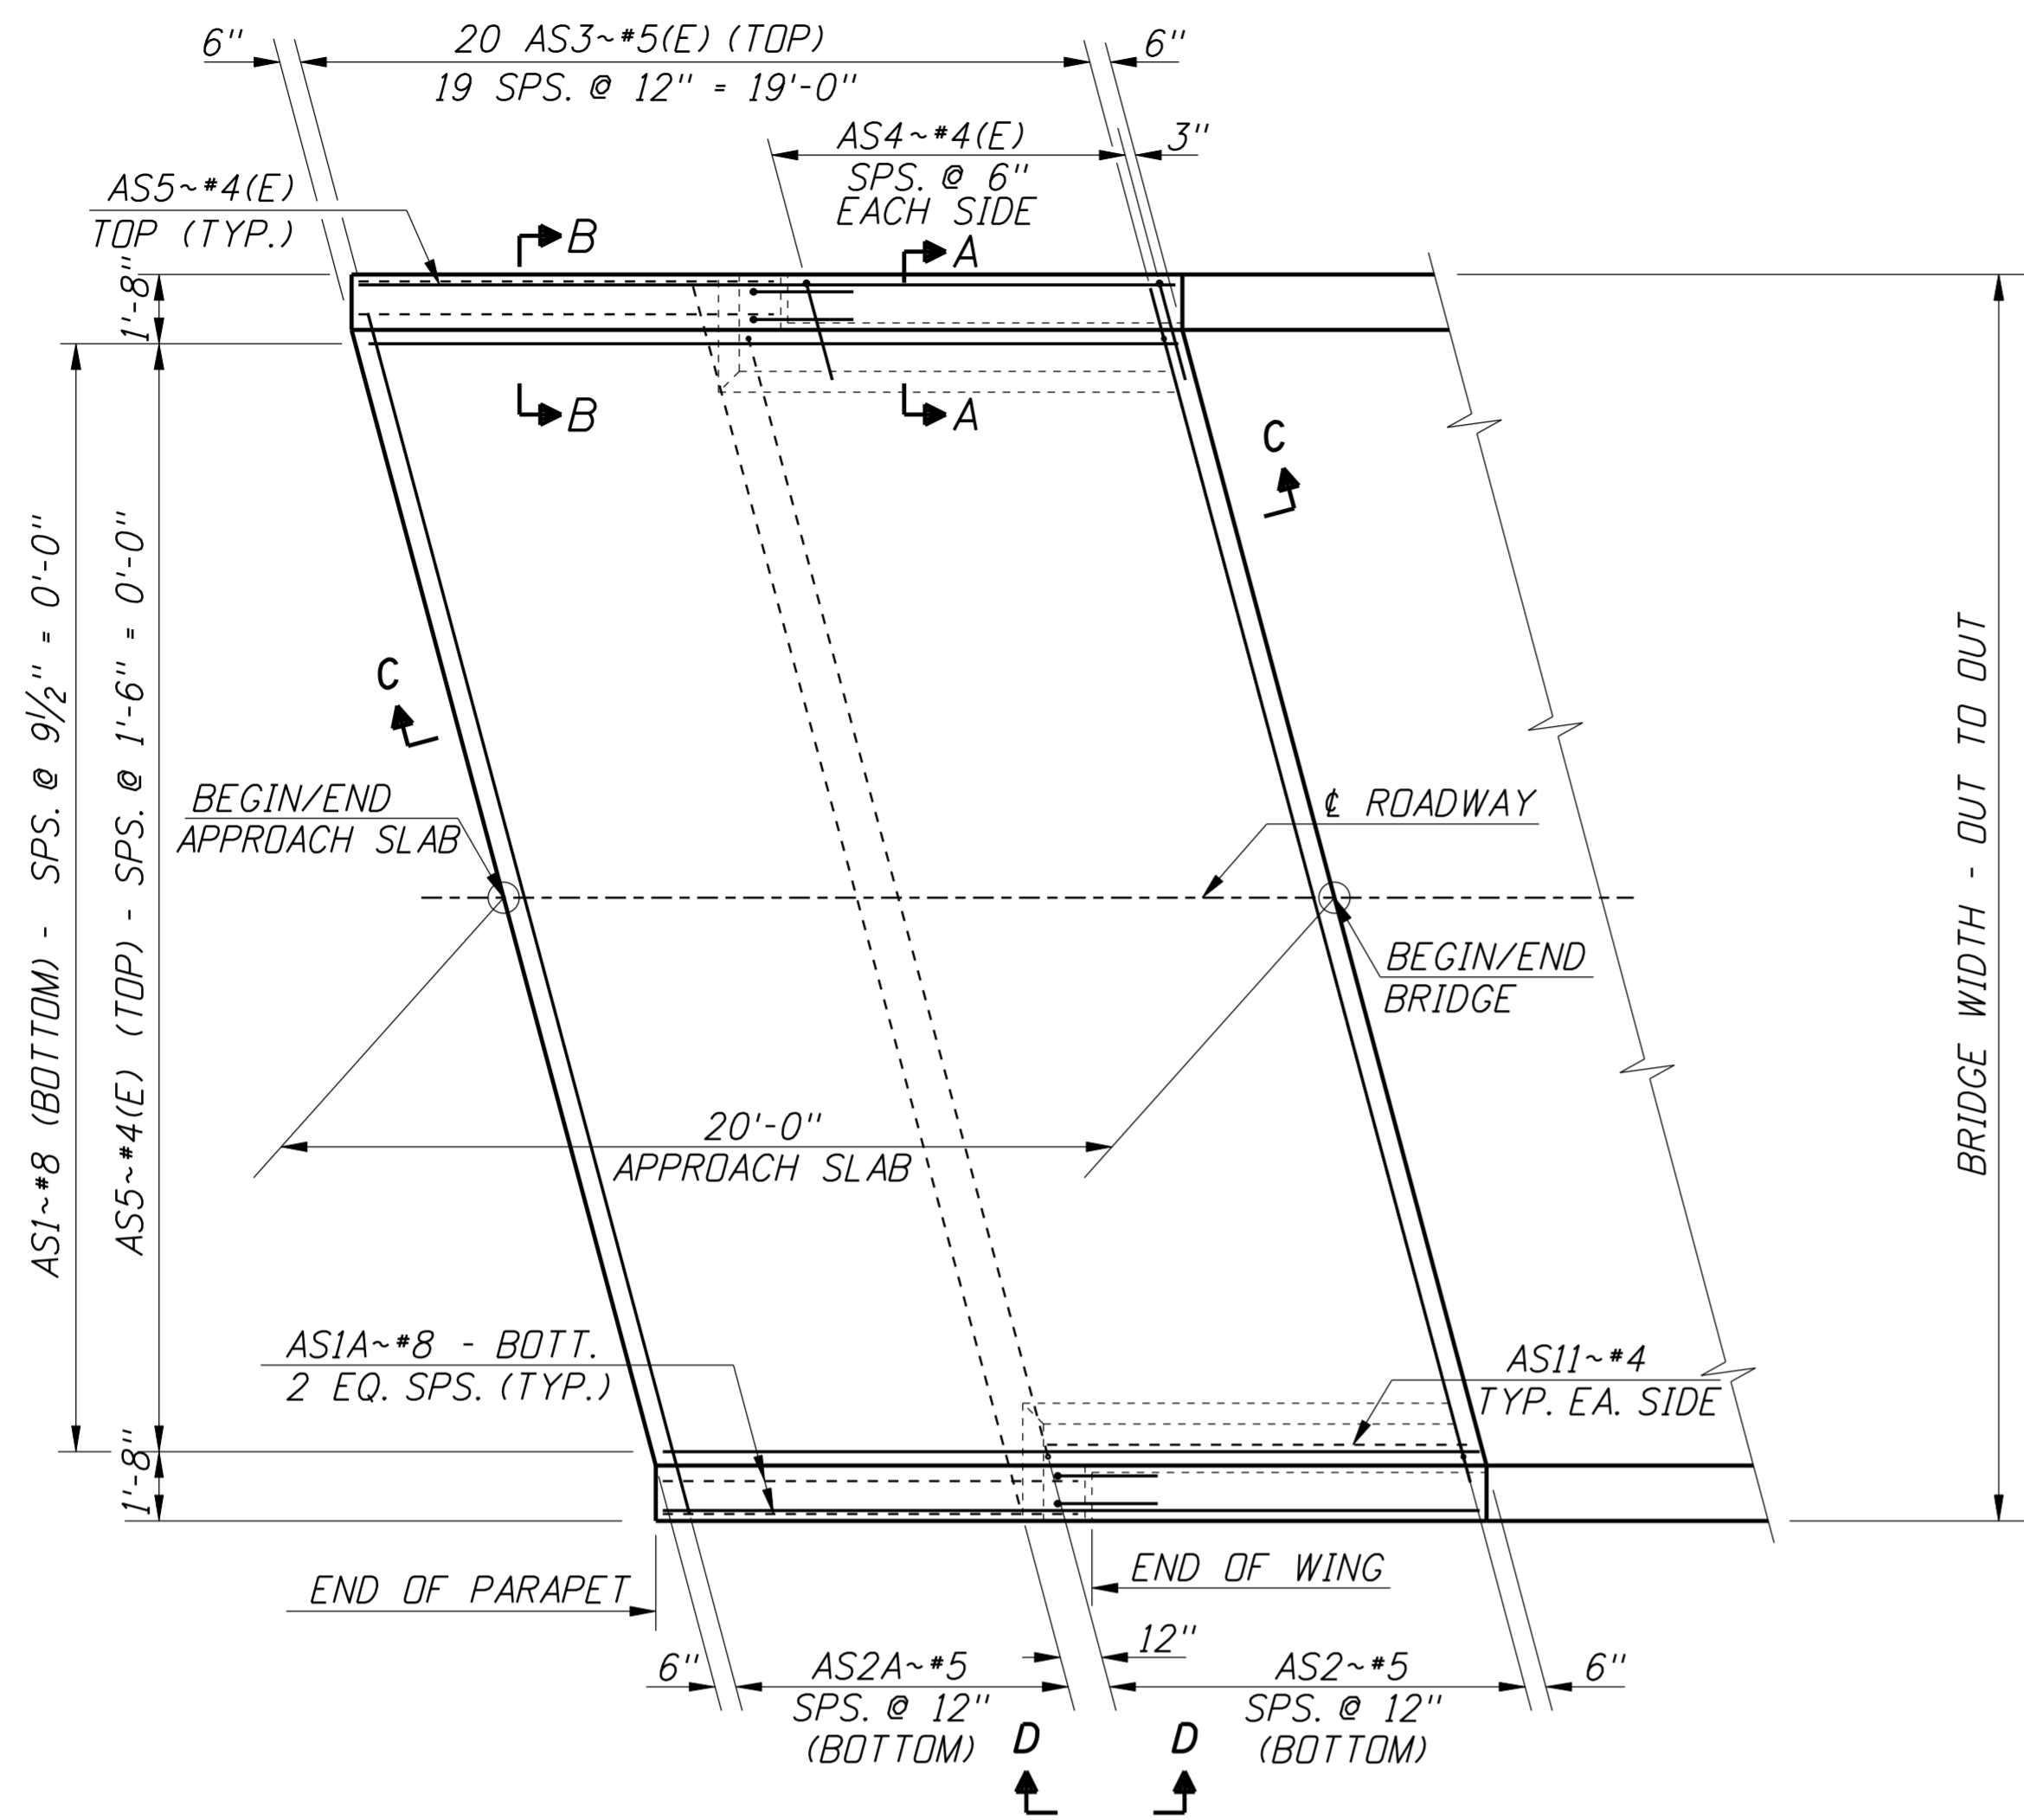 6"
20 AS3~#5(E) (TOP)
19 SPS. @ 12" = 19'-0"
6"
AS4~#4(E)
SPS. @ 6"
EACH SIDE
3"
AS5~#4(E)
TOP (TYP.)
B
A
1'-8"
B
A
C
C
AS1~#8 (BOTTOM) - SPS. @ 9½" = 0'-0"
AS5~#4(E) (TOP) - SPS. @ 1'-6" = 0'-0"
BRIDGE WIDTH - OUT TO OUT
BEGIN/END
APPROACH SLAB
℄ ROADWAY
BEGIN/END
BRIDGE
20'-0"
APPROACH SLAB
AS1A~#8 - BOTT.
2 EQ. SPS. (TYP.)
AS11~#4
TYP. EA. SIDE
1'-8"
END OF PARAPET
END OF WING
12"
6"
AS2A~#5
SPS. @ 12"
(BOTTOM)
AS2~#5
SPS. @ 12"
(BOTTOM)
6"
D
D